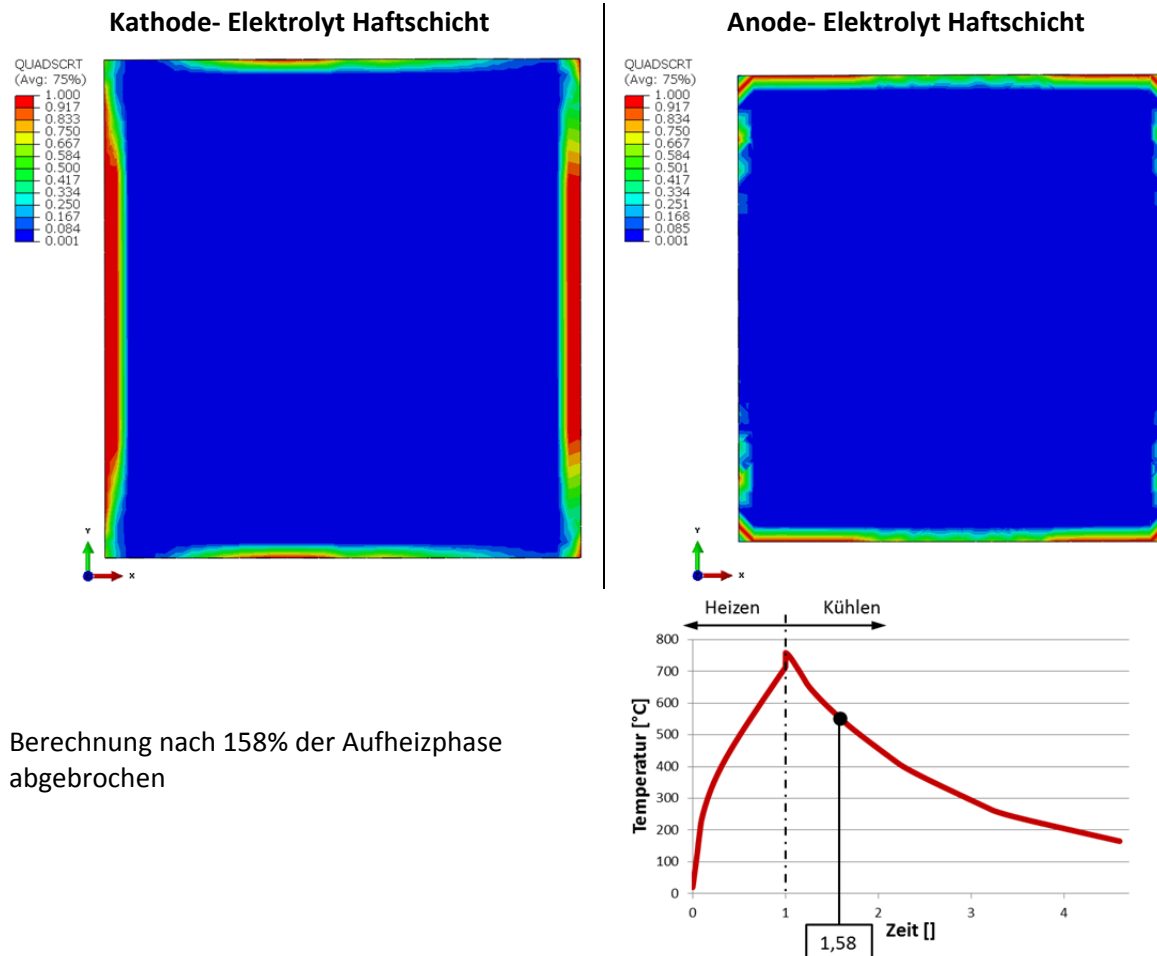 Kathode- Elektrolyt Haftschicht
QUADSCRT
(Avg: 75%)
1.000
0.917
0.833
0.750
0.667
0.584
0.500
0.417
0.334
0.250
0.167
0.084
0.001
Y
X
Anode- Elektrolyt Haftschicht
QUADSCRT
(Avg: 75%)
1.000
0.917
0.834
0.750
0.667
0.584
0.501
0.417
0.334
0.251
0.168
0.085
0.001
Y
X
Berechnung nach 158% der Aufheizphase
abgebrochen
Heizen Kühlen
Temperatur [°C]
800
700
600
500
400
300
200
100
0
0 1 2 3 4
Zeit []
1,58